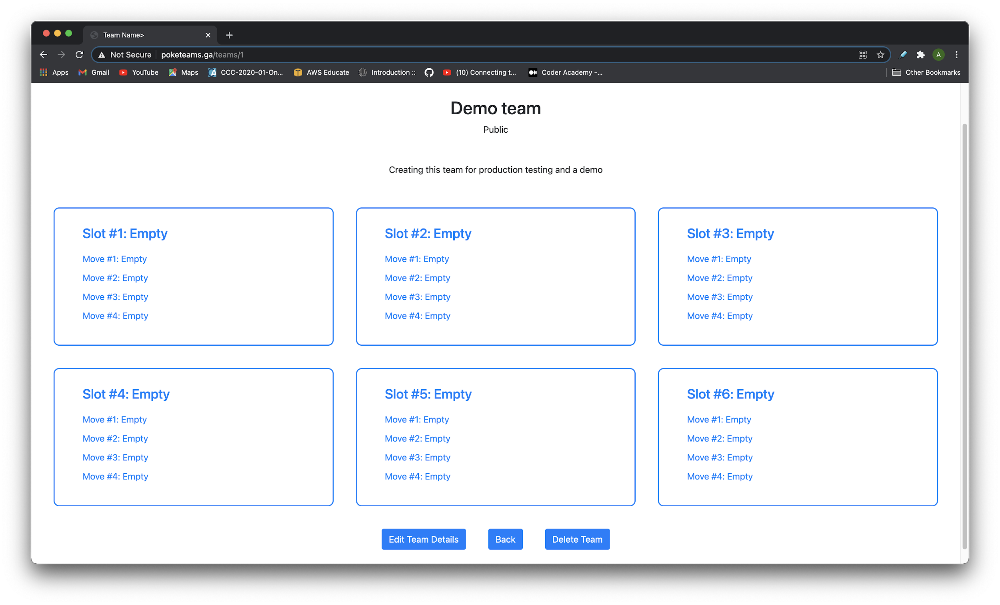 Team Name>
Not Secure poketeams.ga/teams/1
A
Apps Gmail YouTube Maps CCC-2020-01-On... AWS Educate Introduction :: (10) Connecting t... Coder Academy -... Other Bookmarks
Demo team
Public
Creating this team for production testing and a demo
Slot #1: Empty
Move #1: Empty
Move #2: Empty
Move #3: Empty
Move #4: Empty
Slot #2: Empty
Move #1: Empty
Move #2: Empty
Move #3: Empty
Move #4: Empty
Slot #3: Empty
Move #1: Empty
Move #2: Empty
Move #3: Empty
Move #4: Empty
Slot #4: Empty
Move #1: Empty
Move #2: Empty
Move #3: Empty
Move #4: Empty
Slot #5: Empty
Move #1: Empty
Move #2: Empty
Move #3: Empty
Move #4: Empty
Slot #6: Empty
Move #1: Empty
Move #2: Empty
Move #3: Empty
Move #4: Empty
Edit Team Details Back Delete Team